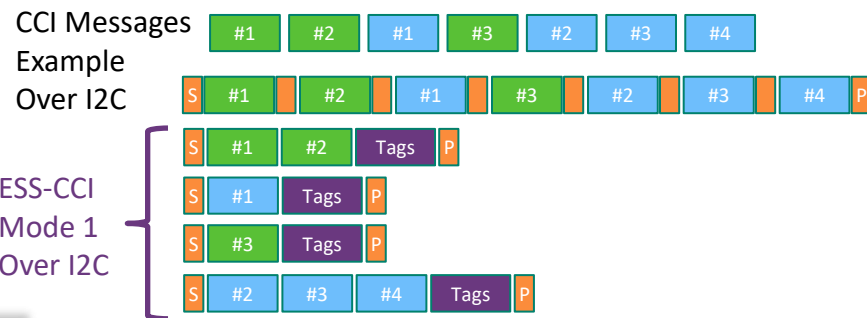 CCI Messages #1 #2 #1 #3 #2 #3 #4
Example
Over I2C S #1 #2 #1 #3 #2 #3 #4 P
S #1 #2 Tags P
ESS-CCI S #1 Tags P
Mode 1
S #3 Tags P
Over I2C
S #2 #3 #4 Tags P